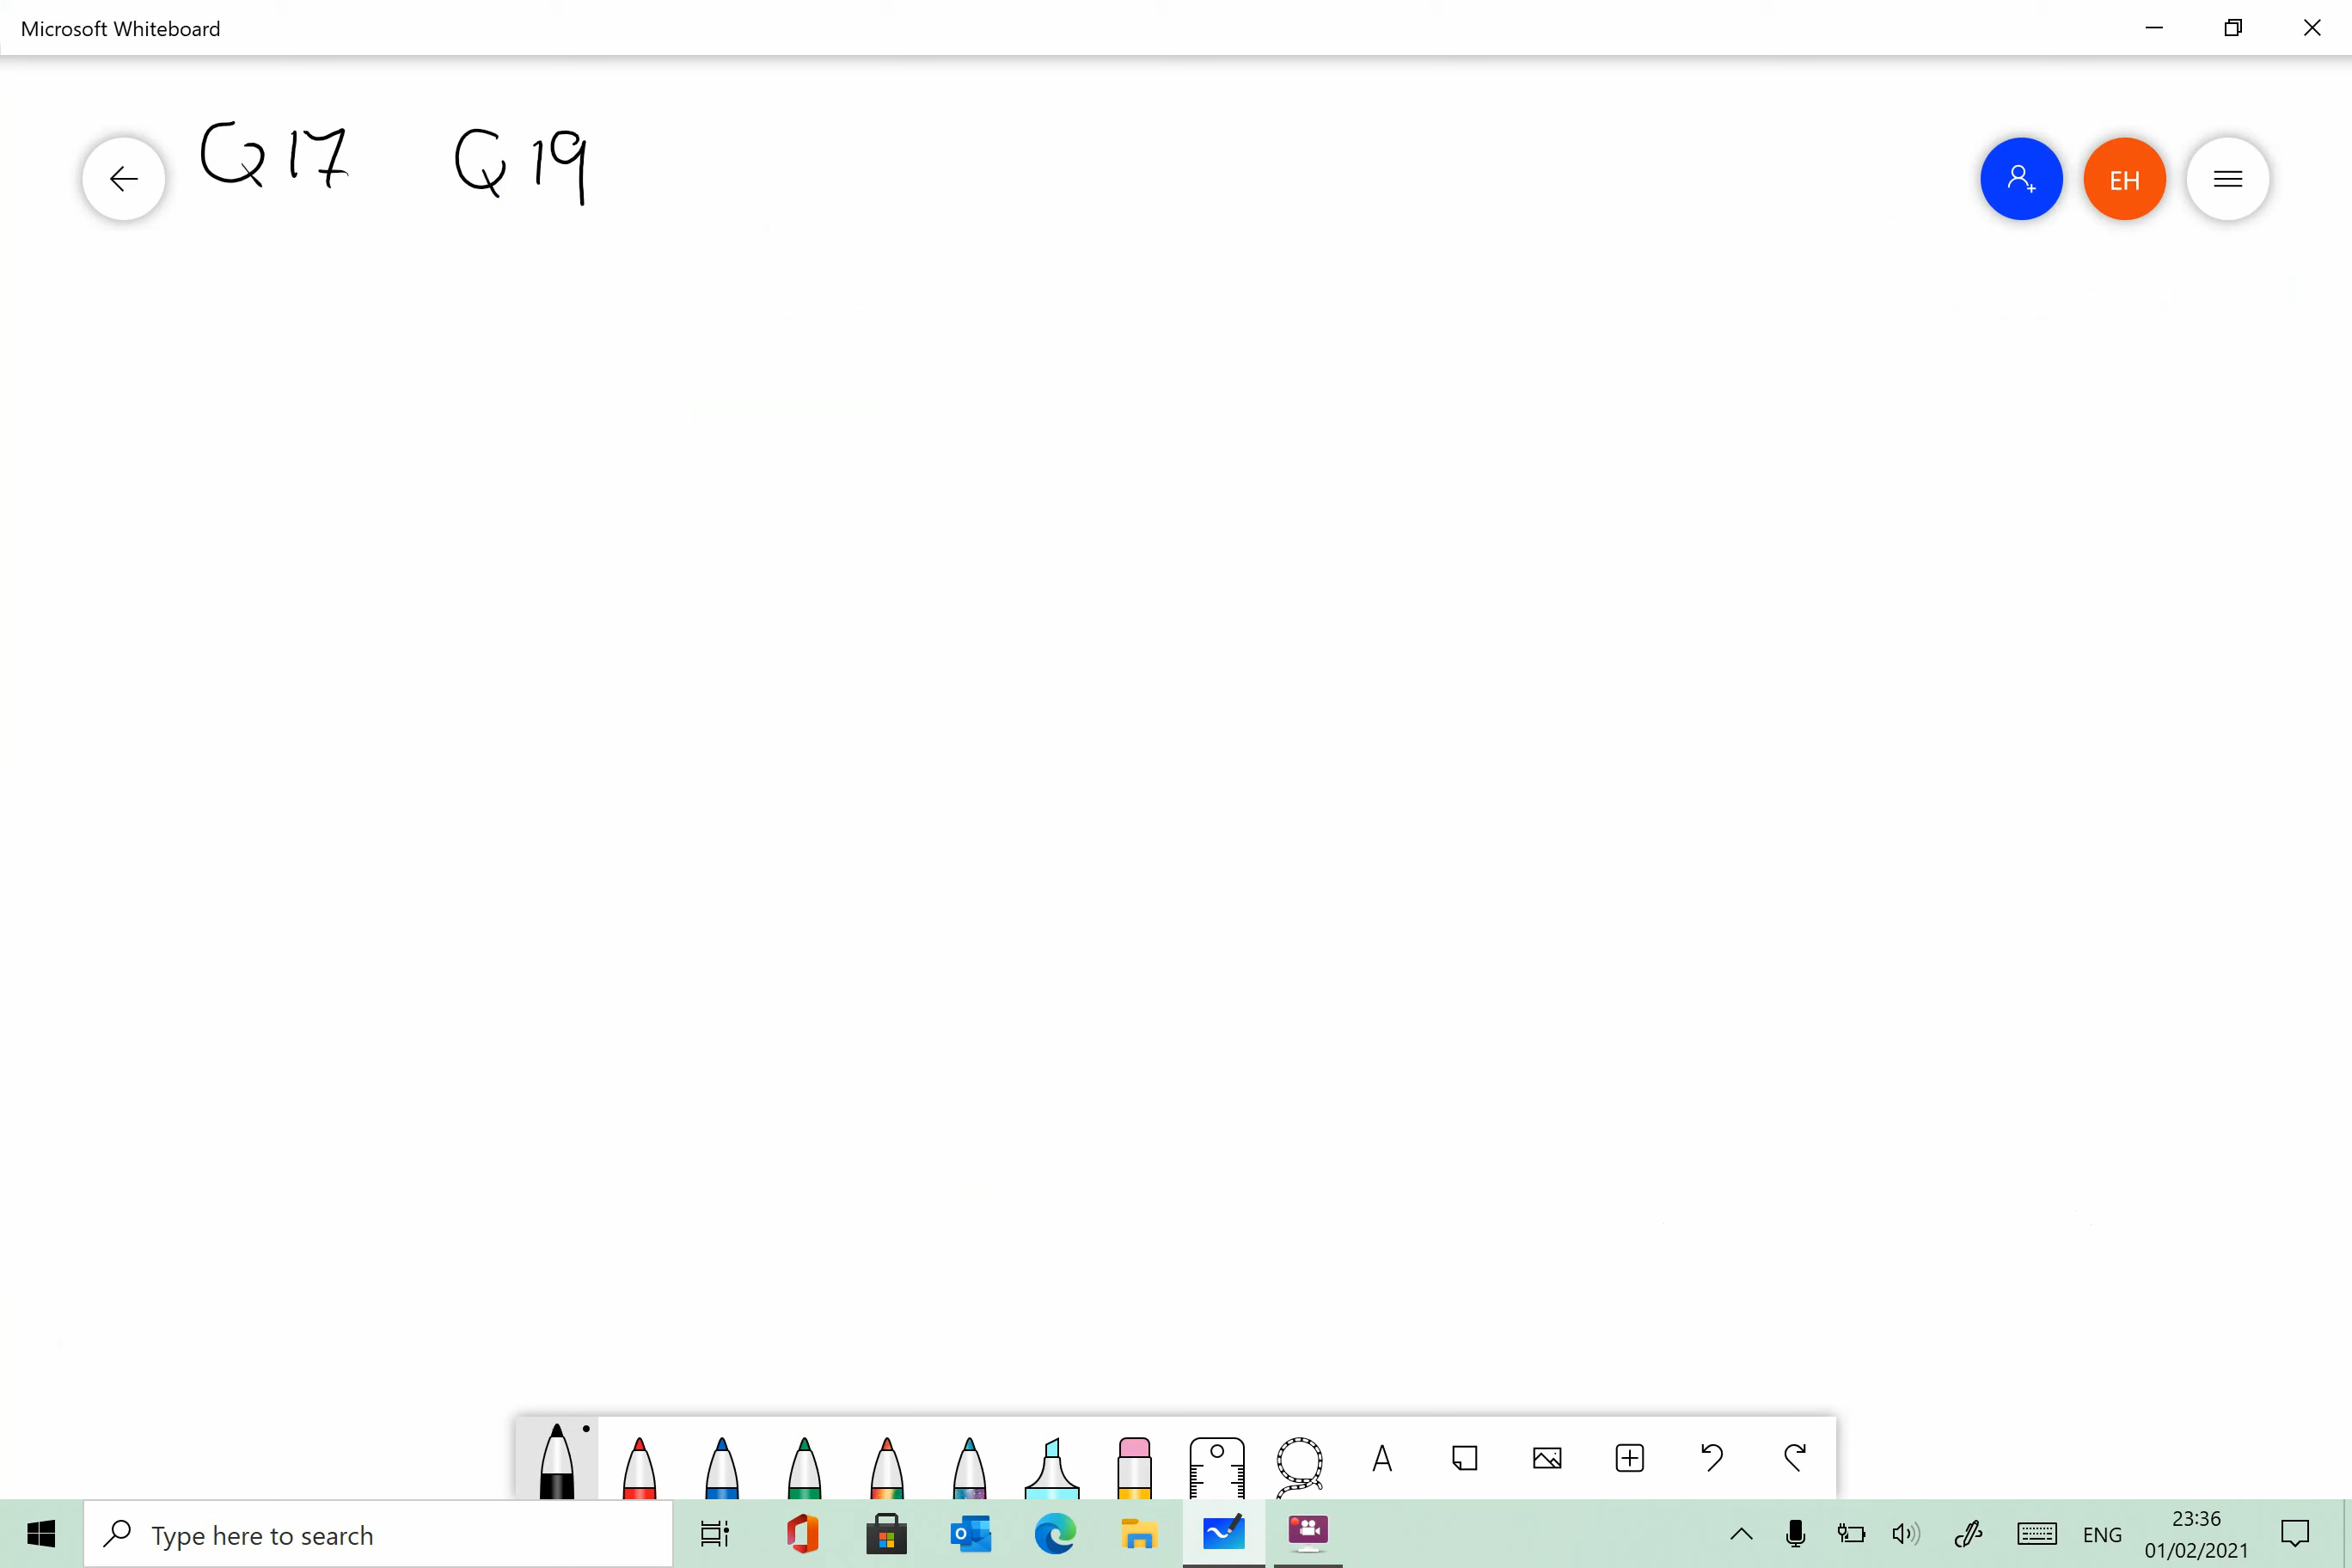 Microsoft Whiteboard
Q17 Q19
EH
A
Type here to search
ENG
23:36
01/02/2021